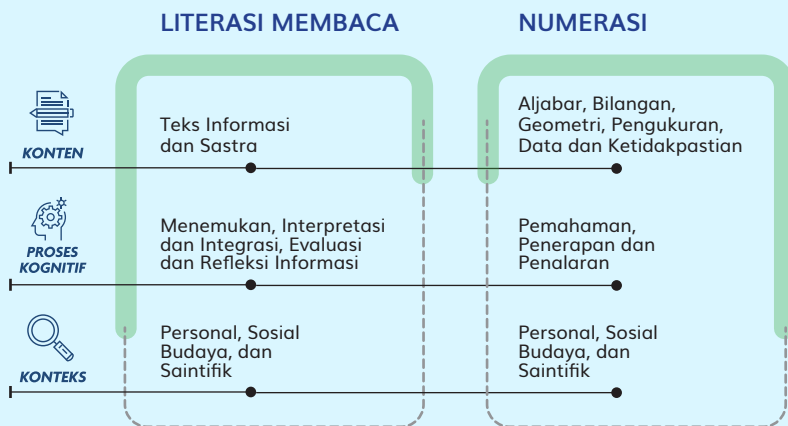 LITERASI MEMBACA
NUMERASI
KONTEN
Teks Informasi
dan Sastra
Aljabar, Bilangan,
Geometri, Pengukuran,
Data dan Ketidakpastian
PROSES
KOGNITIF
Menemukan, Interpretasi
dan Integrasi, Evaluasi
dan Refleksi Informasi
Pemahaman,
Penerapan dan
Penalaran
KONTEKS
Personal, Sosial
Budaya, dan
Saintifik
Personal, Sosial
Budaya, dan
Saintifik